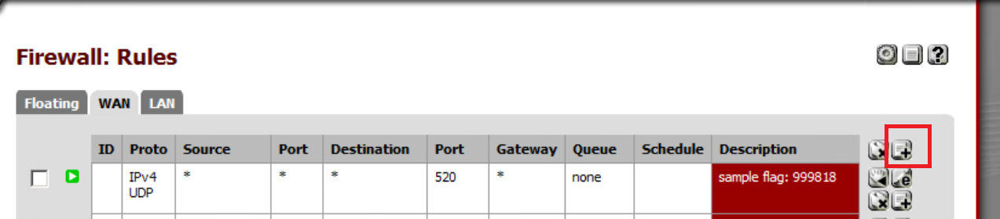 Firewall: Rules
?
Floating WAN LAN
ID Proto Source Port Destination Port Gateway Queue Schedule Description
IPv4 UDP * * * 520 * none sample flag: 999818
e